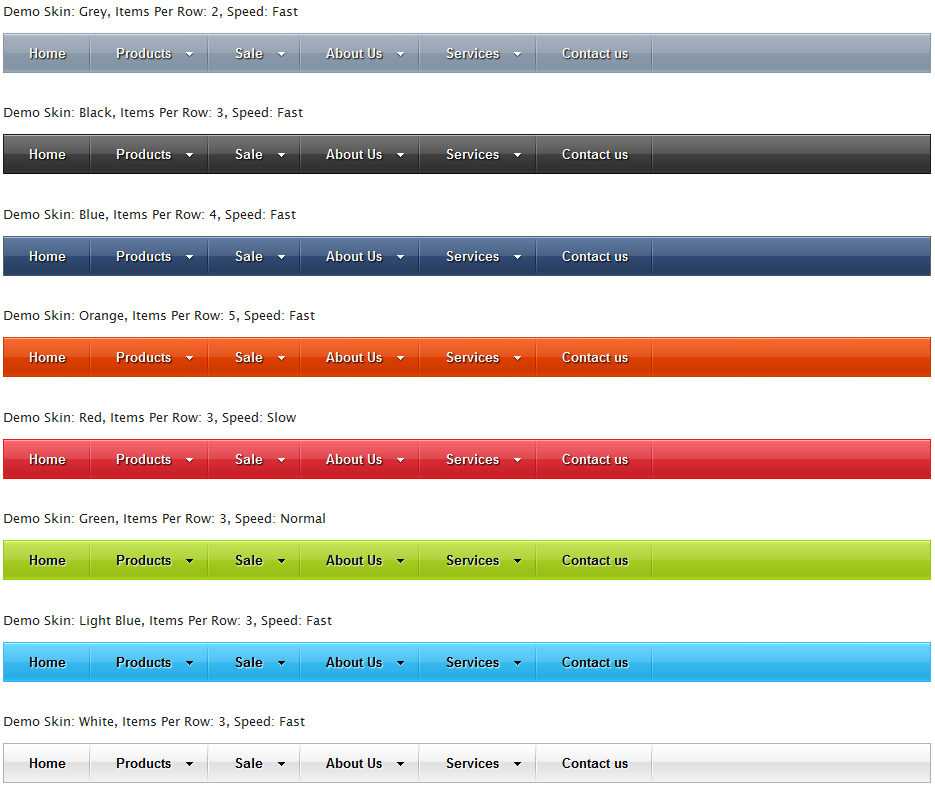 Demo Skin: Grey, Items Per Row: 2, Speed: Fast
Home Products Sale About Us Services Contact us
Demo Skin: Black, Items Per Row: 3, Speed: Fast
Home Products Sale About Us Services Contact us
Demo Skin: Blue, Items Per Row: 4, Speed: Fast
Home Products Sale About Us Services Contact us
Demo Skin: Orange, Items Per Row: 5, Speed: Fast
Home Products Sale About Us Services Contact us
Demo Skin: Red, Items Per Row: 3, Speed: Slow
Home Products Sale About Us Services Contact us
Demo Skin: Green, Items Per Row: 3, Speed: Normal
Home Products Sale About Us Services Contact us
Demo Skin: Light Blue, Items Per Row: 3, Speed: Fast
Home Products Sale About Us Services Contact us
Demo Skin: White, Items Per Row: 3, Speed: Fast
Home Products Sale About Us Services Contact us